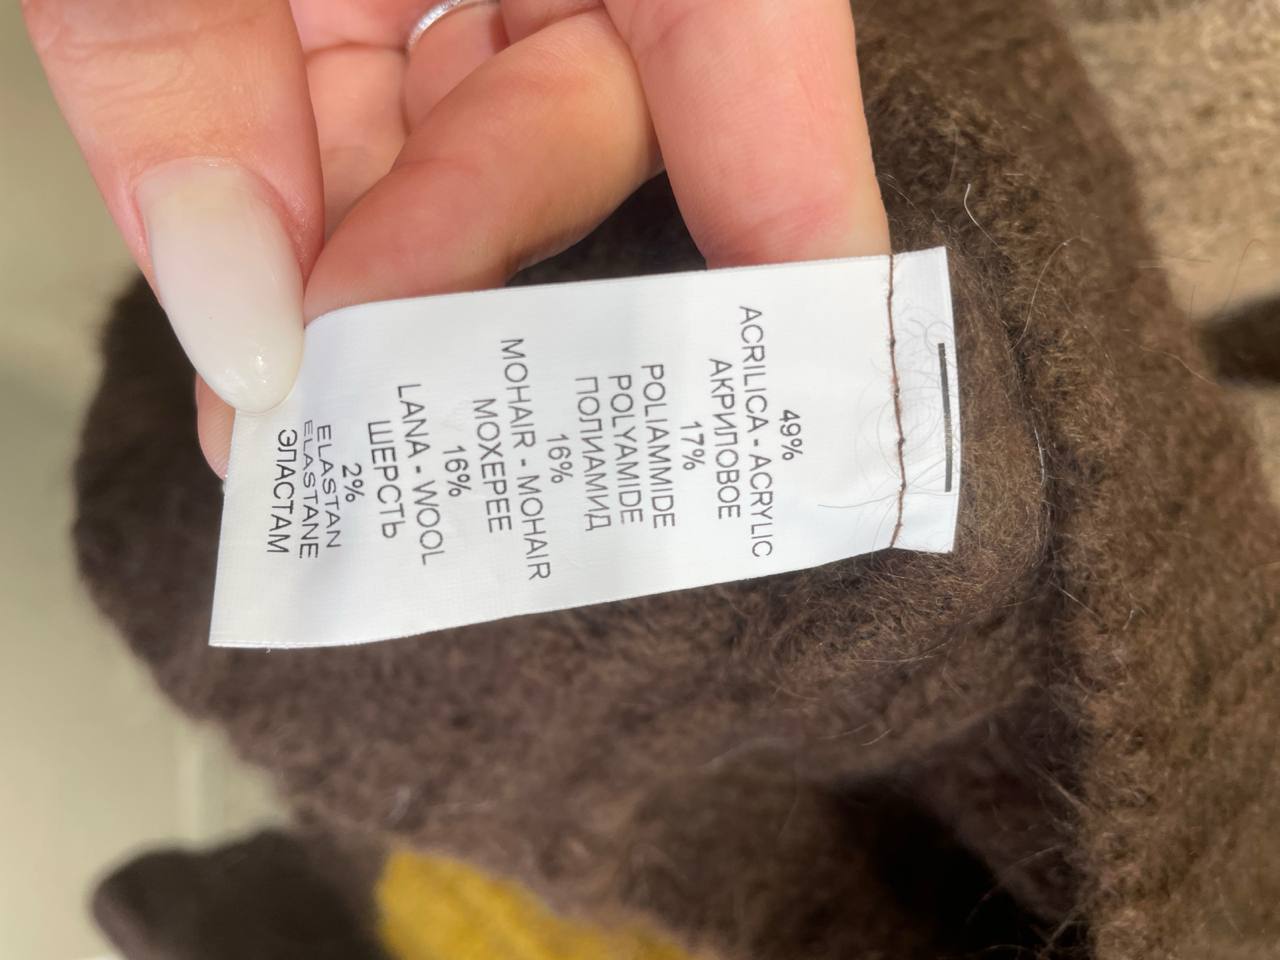 49%
ACRILICA - ACRYLIC
АКРИЛОВОЕ
17%
POLIAMMIDE
POLYAMIDE
ПОЛИАМИД
16%
MOHAIR - MOHAIR
МОХЕРЕЕ
16%
LANA - WOOL
ШЕРСТЬ
2%
ELASTAN
ELASTANE
ЭЛАСТАМ